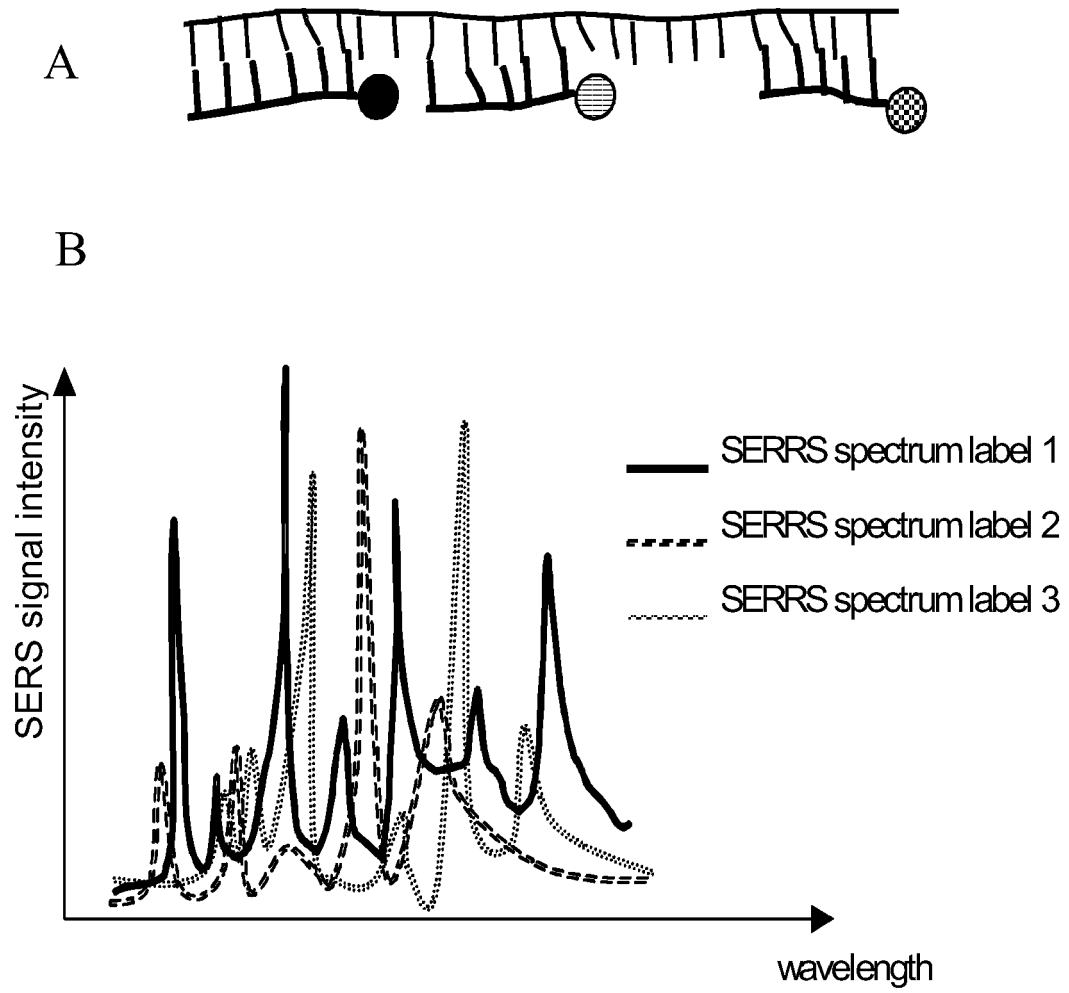 A
B
SERS signal intensity
SERRS spectrum label 1
SERRS spectrum label 2
SERRS spectrum label 3
wavelength